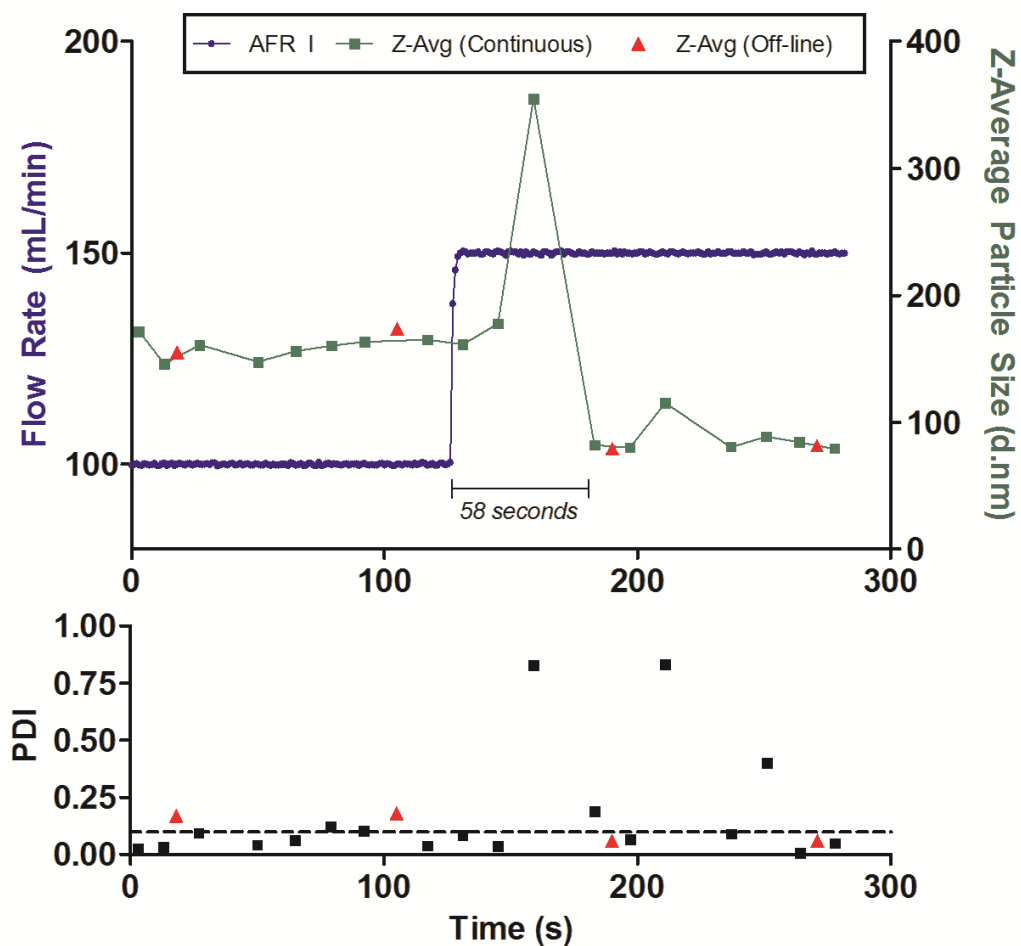 AFR I
Z-Avg (Continuous)
Z-Avg (Off-line)
Flow Rate (mL/min)
200
150
100
Z-Average Particle Size (d.nm)
400
300
200
100
0
58 seconds
0
100
200
300
PDI
1.00
0.75
0.50
0.25
0.00
0
100
200
300
Time (s)